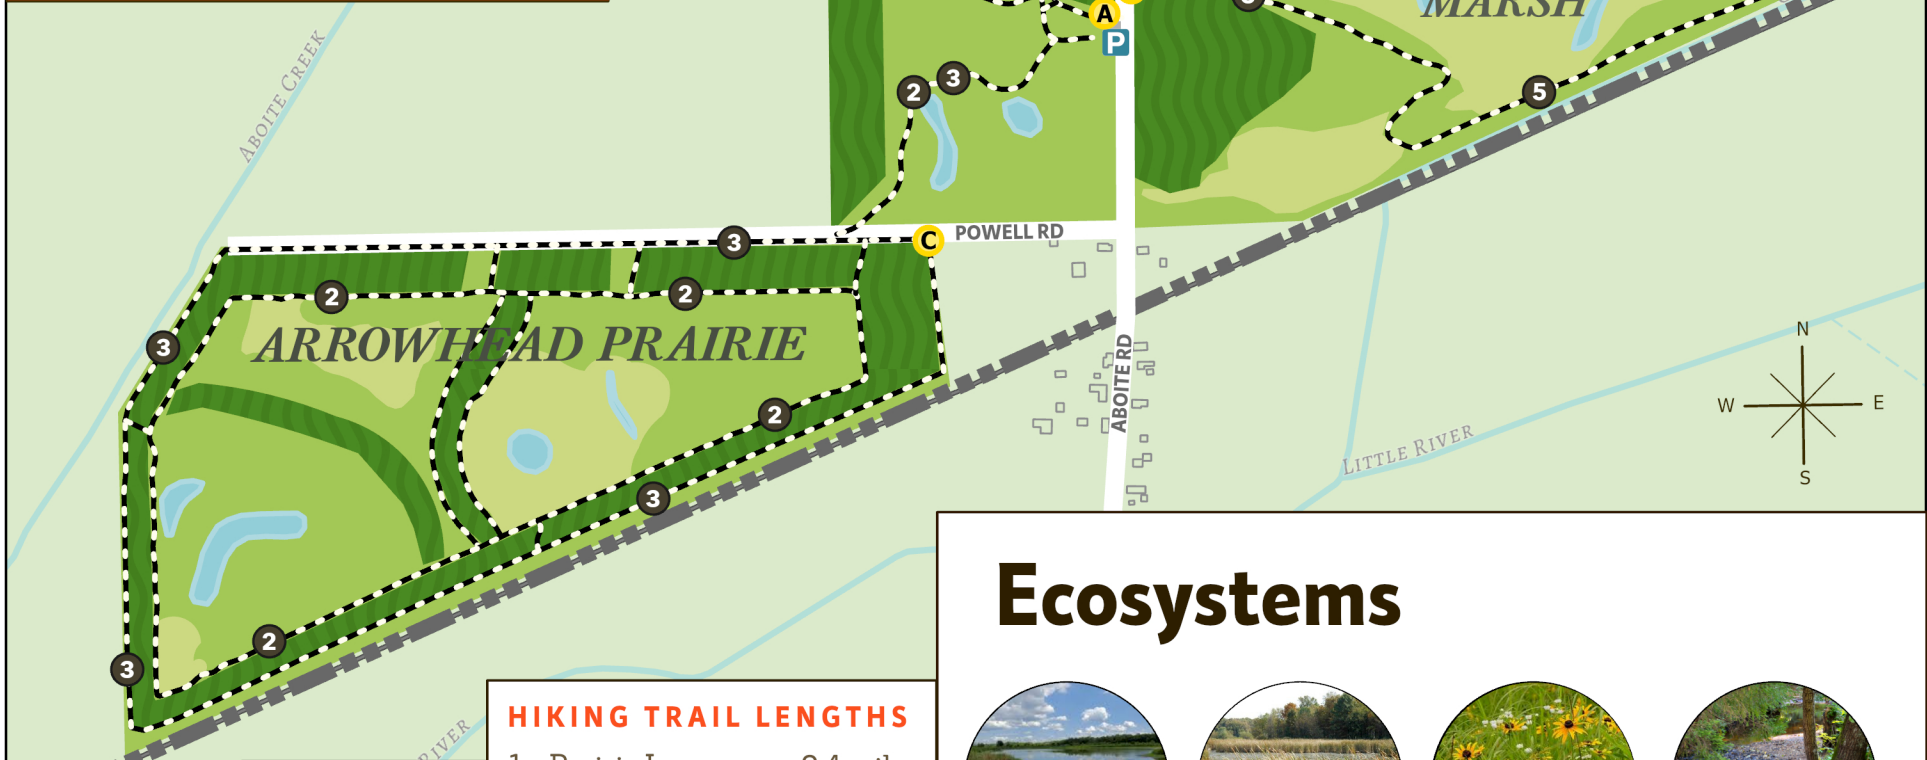 MARSH
A
P
ABOITE CREEK
3
2
5
3
C
POWELL RD
2
2
3
ARROWHEAD PRAIRIE
N
W
E
S
ABOITE RD
2
LITTLE RIVER
3
2
3
RIVER
Ecosystems
HIKING TRAIL LENGTHS